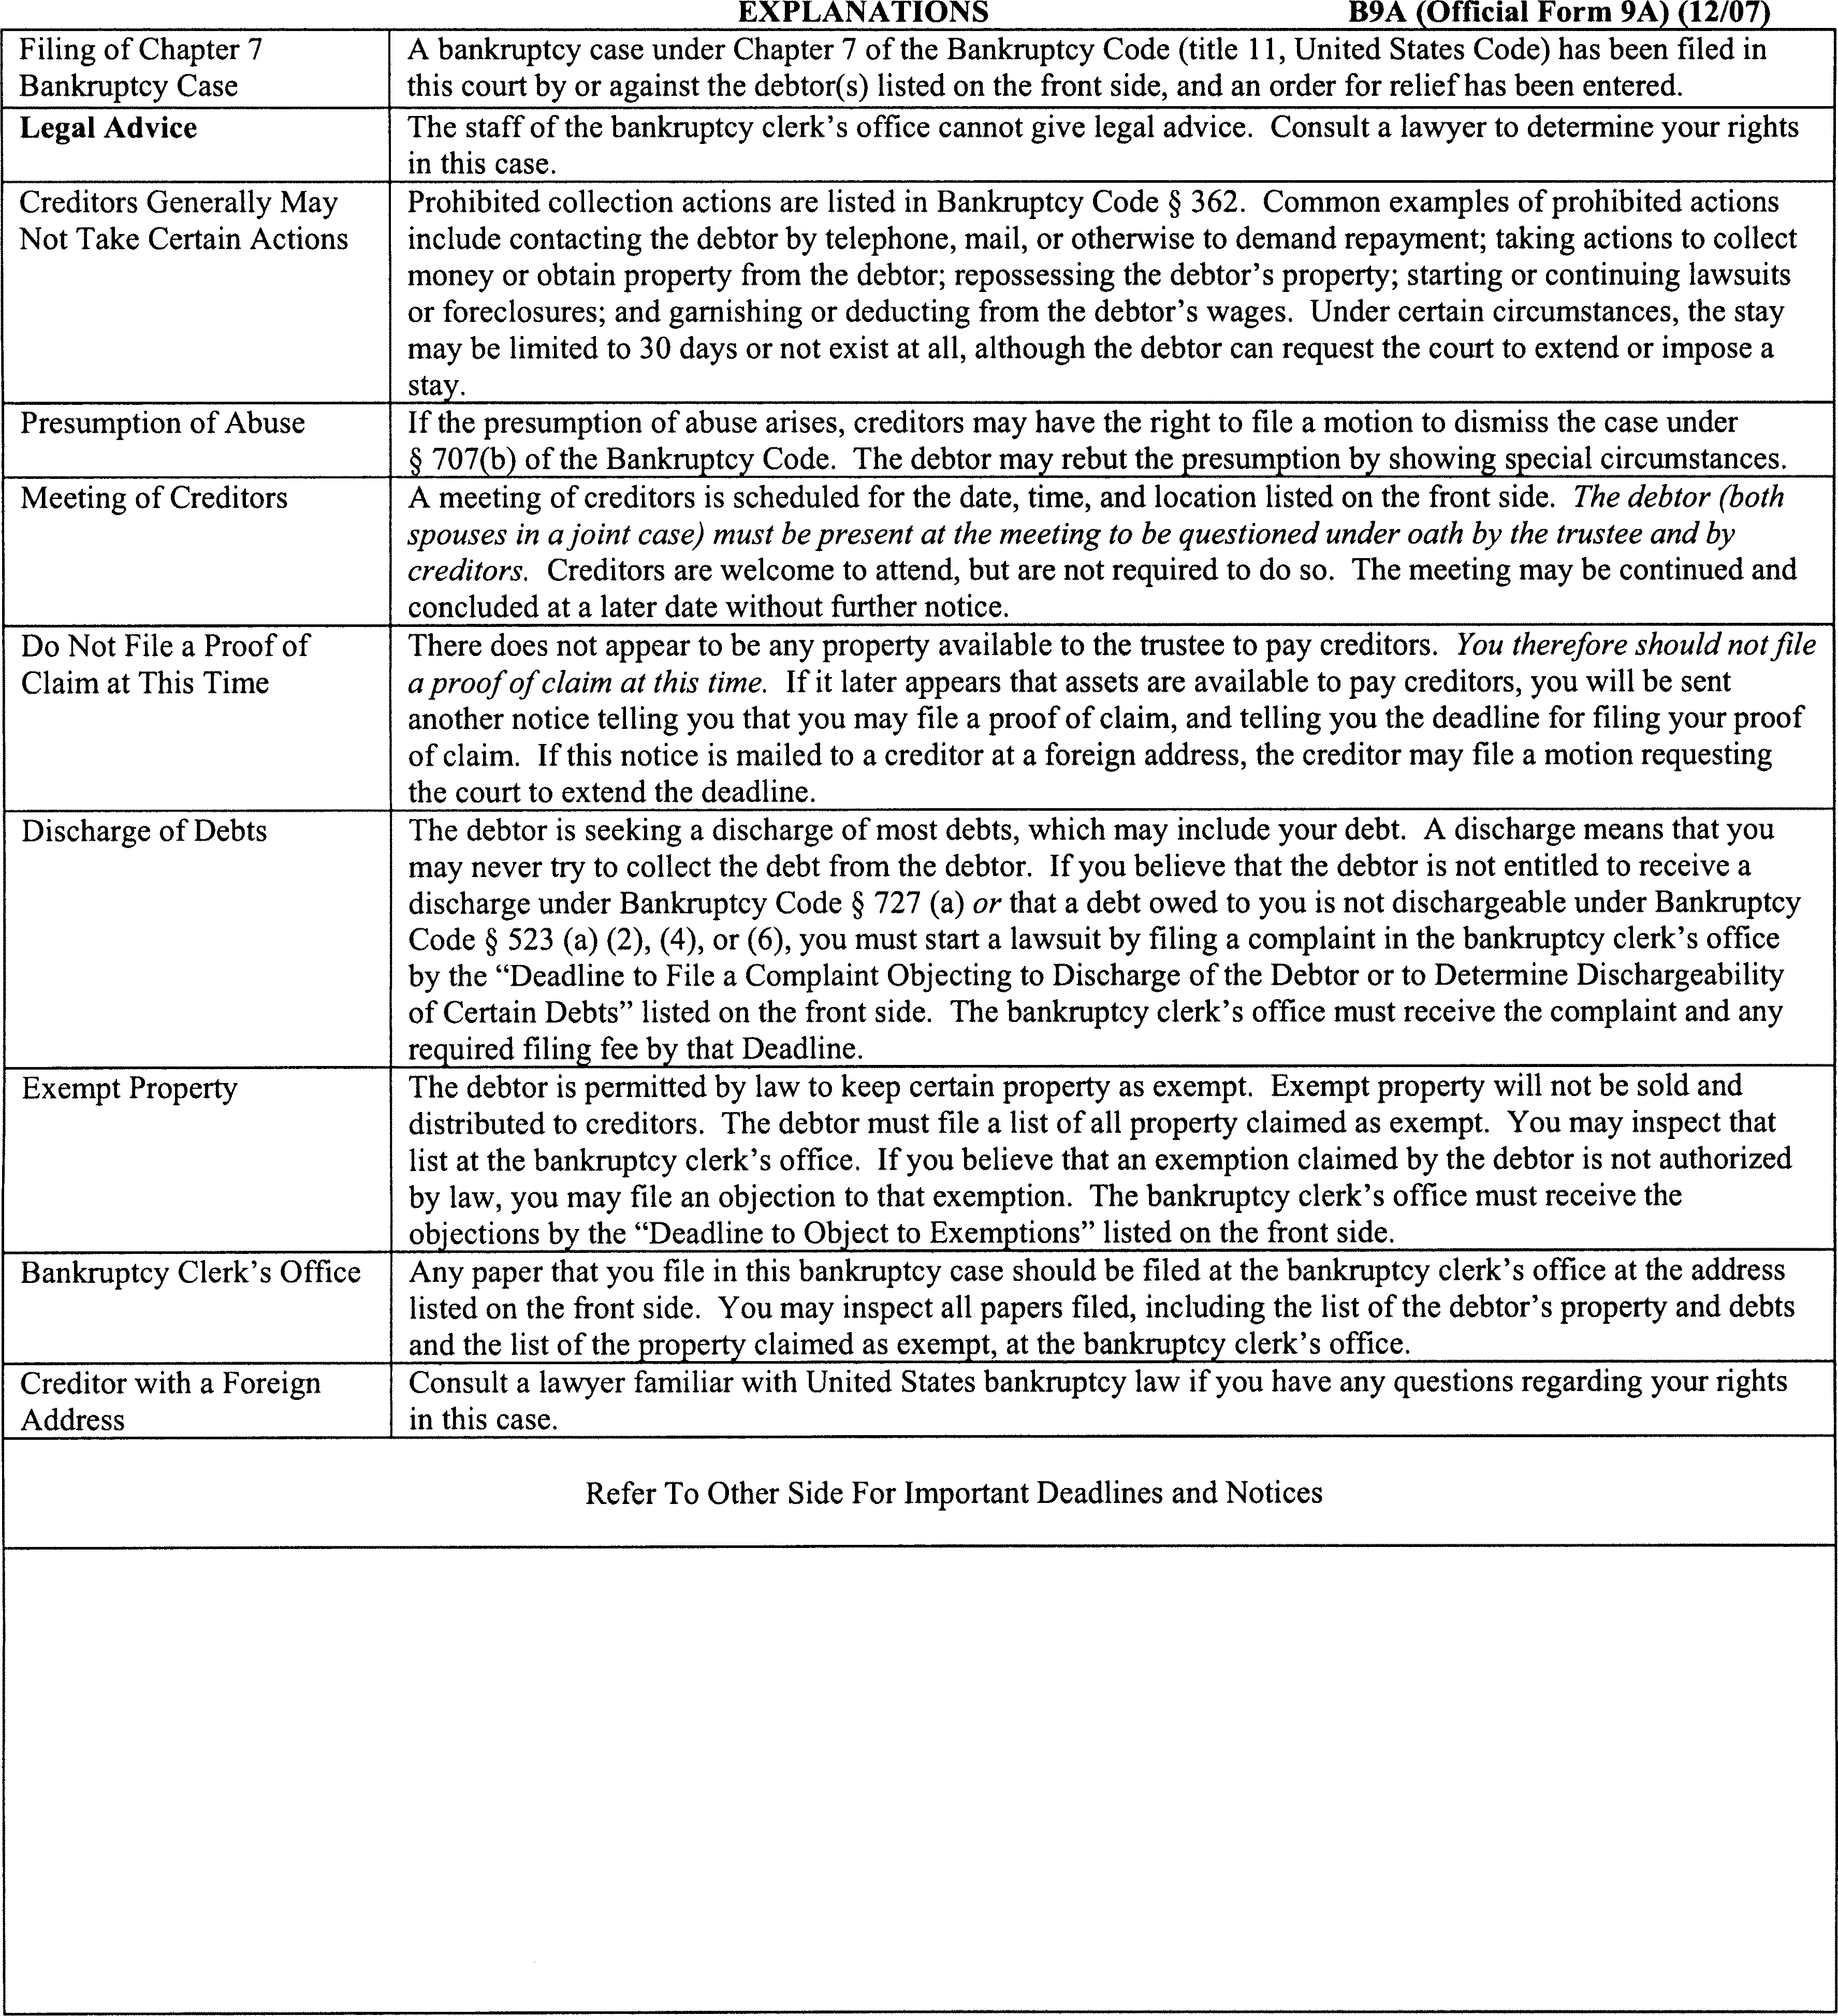 EXPLANATIONS B9A (Official Form 9A) (12/07)
Filing of Chapter 7
Bankruptcy Case
A bankruptcy case under Chapter 7 of the Bankruptcy Code (title 11, United States Code) has been filed in
this court by or against the debtor(s) listed on the front side, and an order for relief has been entered.
Legal Advice
The staff of the bankruptcy clerk's office cannot give legal advice. Consult a lawyer to determine your rights
in this case.
Creditors Generally May
Not Take Certain Actions
Prohibited collection actions are listed in Bankruptcy Code § 362. Common examples of prohibited actions
include contacting the debtor by telephone, mail, or otherwise to demand repayment; taking actions to collect
money or obtain property from the debtor; repossessing the debtor's property; starting or continuing lawsuits
or foreclosures; and garnishing or deducting from the debtor's wages. Under certain circumstances, the stay
may be limited to 30 days or not exist at all, although the debtor can request the court to extend or impose a
stay.
Presumption of Abuse
If the presumption of abuse arises, creditors may have the right to file a motion to dismiss the case under
§ 707(b) of the Bankruptcy Code. The debtor may rebut the presumption by showing special circumstances.
Meeting of Creditors
A meeting of creditors is scheduled for the date, time, and location listed on the front side. The debtor (both
spouses in a joint case) must be present at the meeting to be questioned under oath by the trustee and by
creditors. Creditors are welcome to attend, but are not required to do so. The meeting may be continued and
concluded at a later date without further notice.
Do Not File a Proof of
Claim at This Time
There does not appear to be any property available to the trustee to pay creditors. You therefore should not file
a proof of claim at this time. If it later appears that assets are available to pay creditors, you will be sent
another notice telling you that you may file a proof of claim, and telling you the deadline for filing your proof
of claim. If this notice is mailed to a creditor at a foreign address, the creditor may file a motion requesting
the court to extend the deadline.
Discharge of Debts
The debtor is seeking a discharge of most debts, which may include your debt. A discharge means that you
may never try to collect the debt from the debtor. If you believe that the debtor is not entitled to receive a
discharge under Bankruptcy Code § 727 (a) or that a debt owed to you is not dischargeable under Bankruptcy
Code § 523 (a) (2), (4), or (6), you must start a lawsuit by filing a complaint in the bankruptcy clerk's office
by the “Deadline to File a Complaint Objecting to Discharge of the Debtor or to Determine Dischargeability
of Certain Debts” listed on the front side. The bankruptcy clerk's office must receive the complaint and any
required filing fee by that Deadline.
Exempt Property
The debtor is permitted by law to keep certain property as exempt. Exempt property will not be sold and
distributed to creditors. The debtor must file a list of all property claimed as exempt. You may inspect that
list at the bankruptcy clerk's office. If you believe that an exemption claimed by the debtor is not authorized
by law, you may file an objection to that exemption. The bankruptcy clerk's office must receive the
objections by the “Deadline to Object to Exemptions” listed on the front side.
Bankruptcy Clerk's Office
Any paper that you file in this bankruptcy case should be filed at the bankruptcy clerk's office at the address
listed on the front side. You may inspect all papers filed, including the list of the debtor's property and debts
and the list of the property claimed as exempt, at the bankruptcy clerk's office.
Creditor with a Foreign
Address
Consult a lawyer familiar with United States bankruptcy law if you have any questions regarding your rights
in this case.
Refer To Other Side For Important Deadlines and Notices